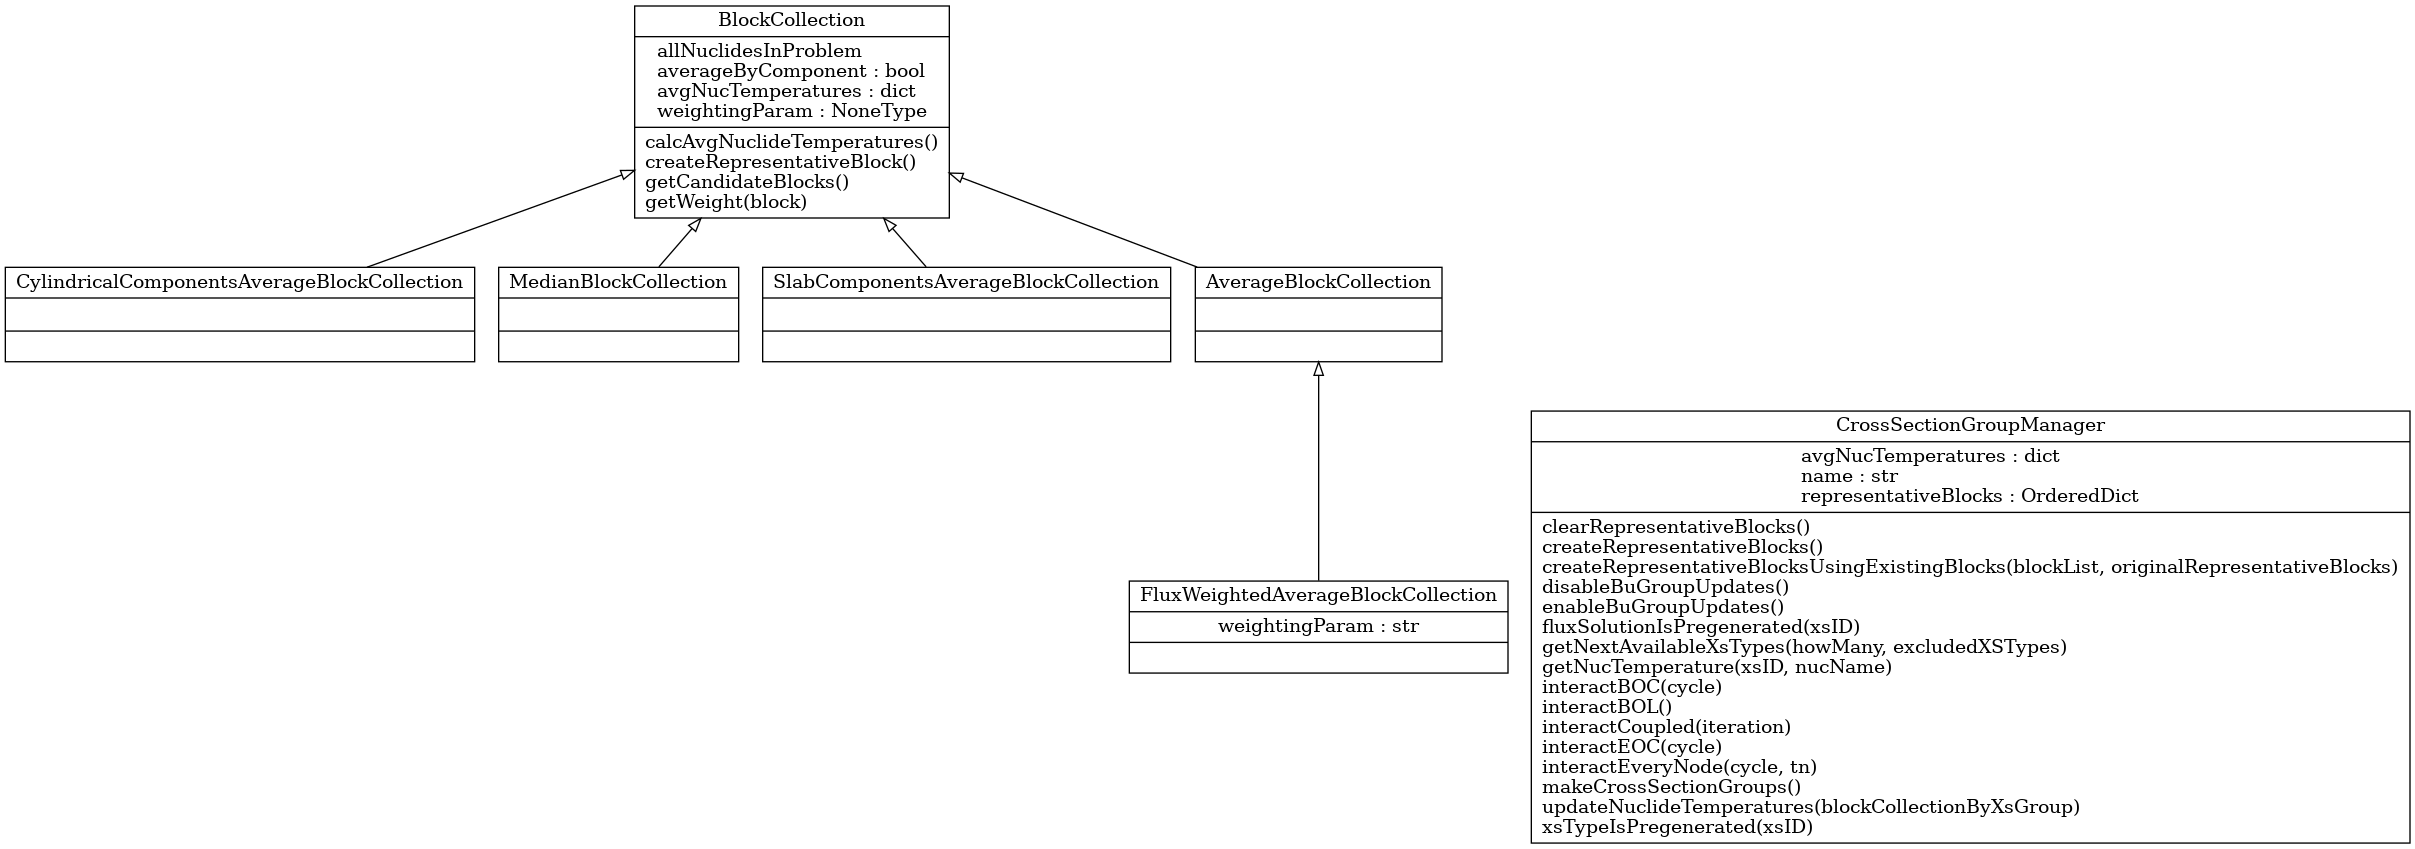 BlockCollection
allNuclidesInProblem
averageByComponent : bool
avgNucTemperatures : dict
weightingParam : NoneType
calcAvgNuclideTemperatures()
createRepresentativeBlock()
getCandidateBlocks()
getWeight(block)
CylindricalComponentsAverageBlockCollection
MedianBlockCollection
SlabComponentsAverageBlockCollection
AverageBlockCollection
FluxWeightedAverageBlockCollection
weightingParam : str
CrossSectionGroupManager
avgNucTemperatures : dict
name : str
representativeBlocks : OrderedDict
clearRepresentativeBlocks()
createRepresentativeBlocks()
createRepresentativeBlocksUsingExistingBlocks(blockList, originalRepresentativeBlocks)
disableBuGroupUpdates()
enableBuGroupUpdates()
fluxSolutionIsPregenerated(xsID)
getNextAvailableXsTypes(howMany, excludedXSTypes)
getNucTemperature(xsID, nucName)
interactBOC(cycle)
interactBOL()
interactCoupled(iteration)
interactEOC(cycle)
interactEveryNode(cycle, tn)
makeCrossSectionGroups()
updateNuclideTemperatures(blockCollectionByXsGroup)
xsTypeIsPregenerated(xsID)